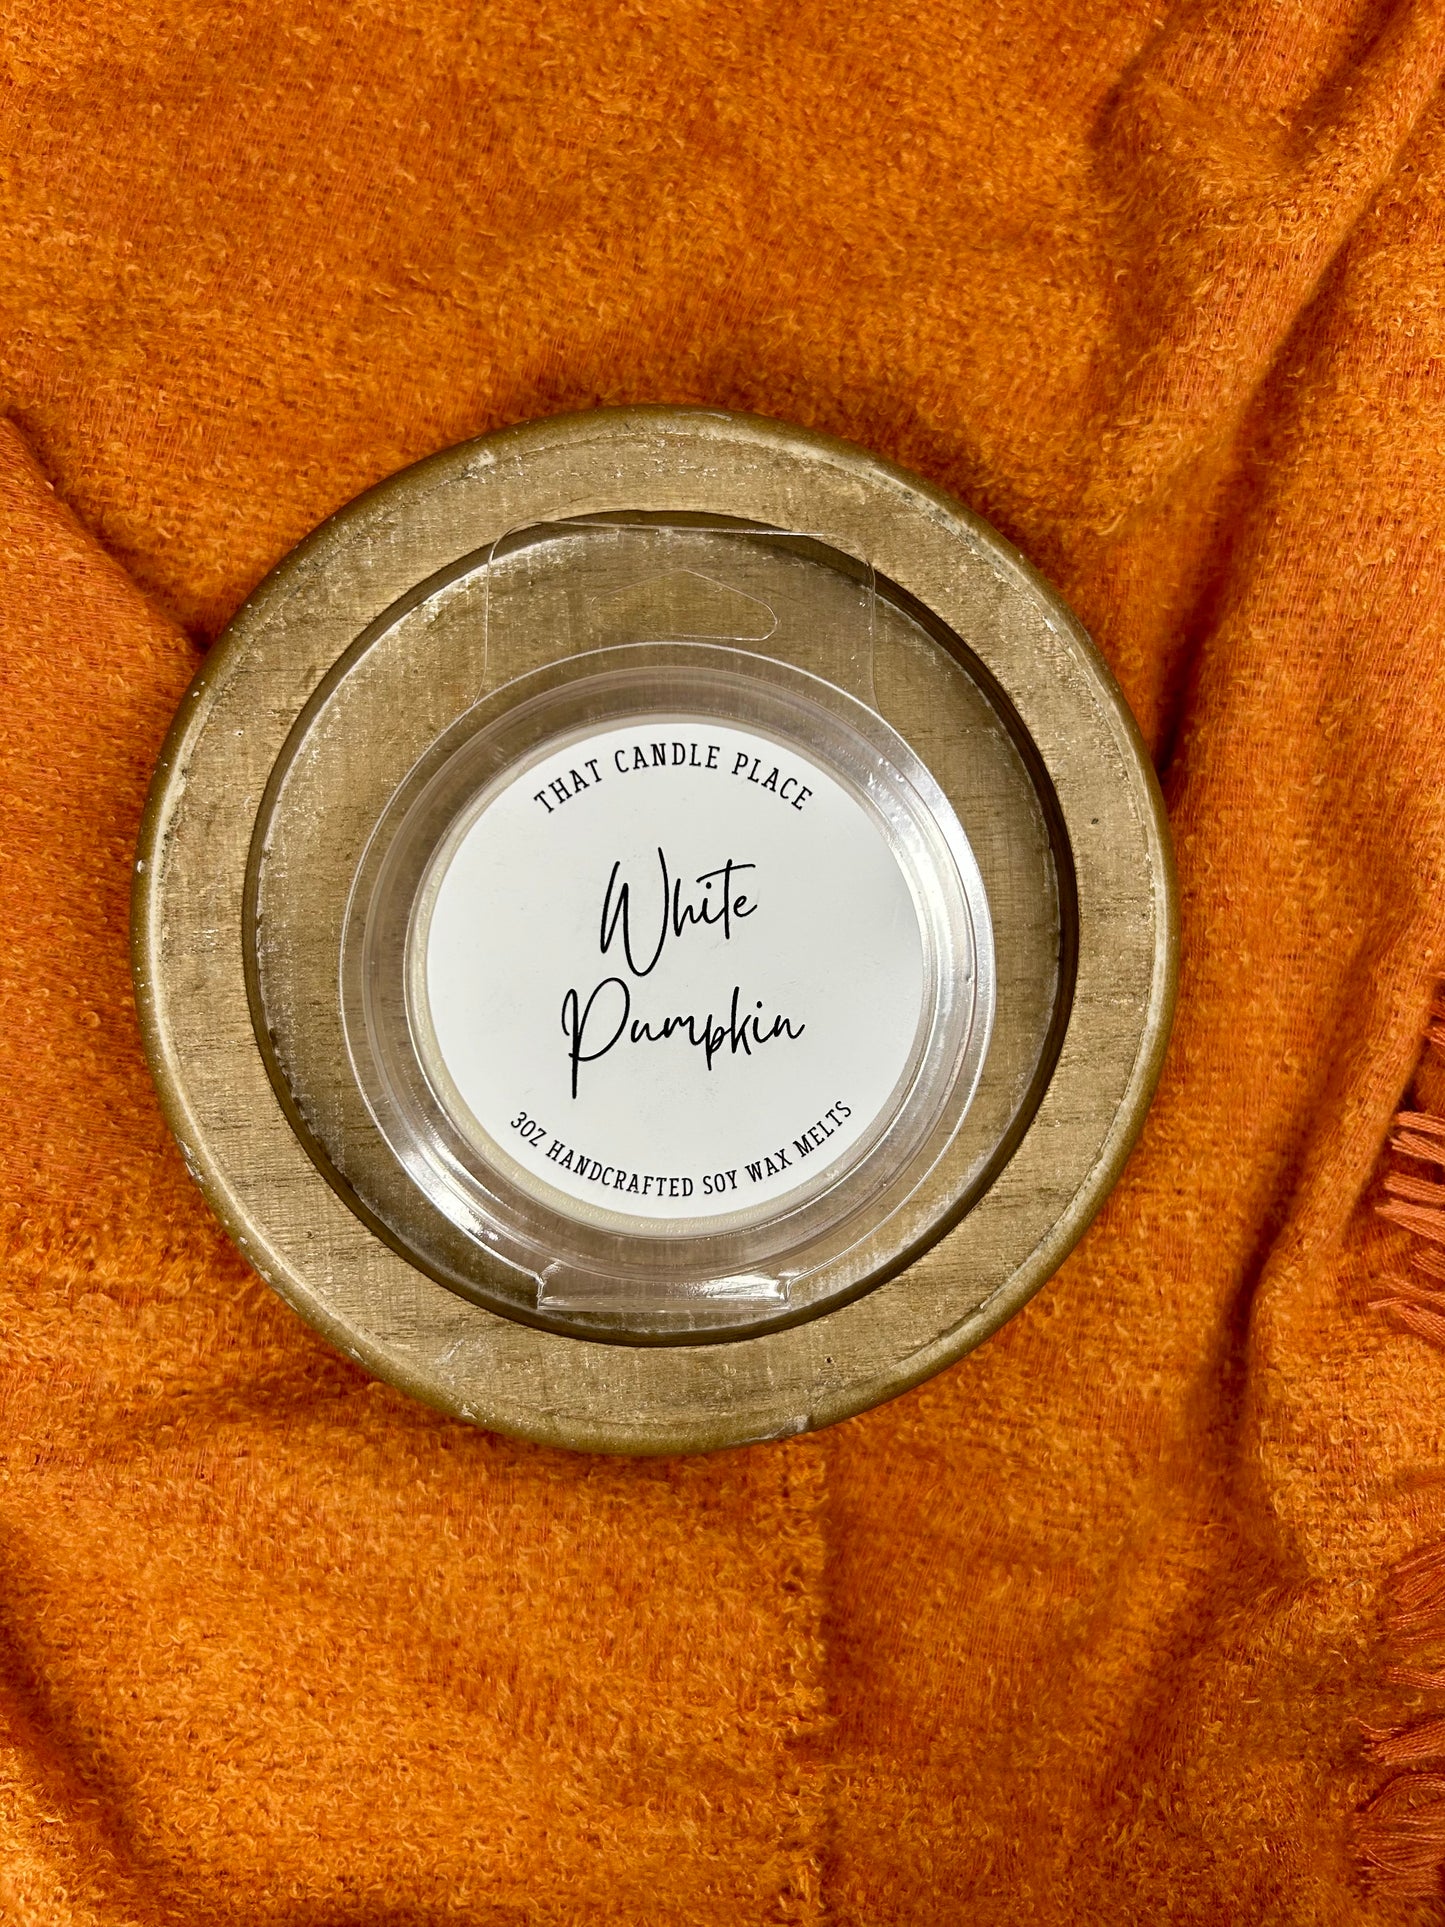 THAT CANDLE PLACE
White
Pumpkin
3OZ HANDCRAFTED SOY WAX MELTS